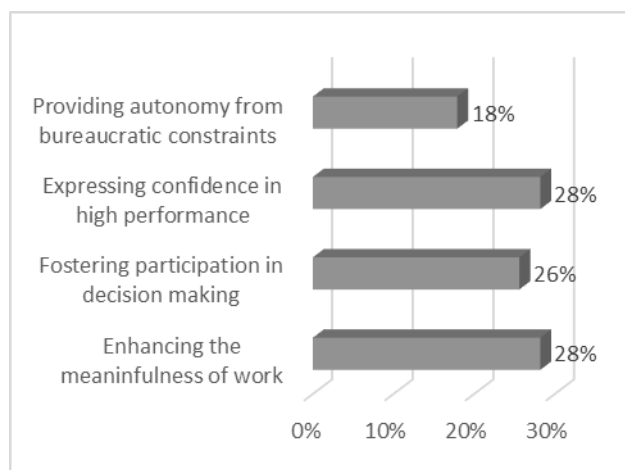 Providing autonomy from
bureaucratic constraints
18%
Expressing confidence in
high performance
28%
Fostering participation in
decision making
26%
Enhancing the
meaninfulness of work
28%
0% 10% 20% 30%